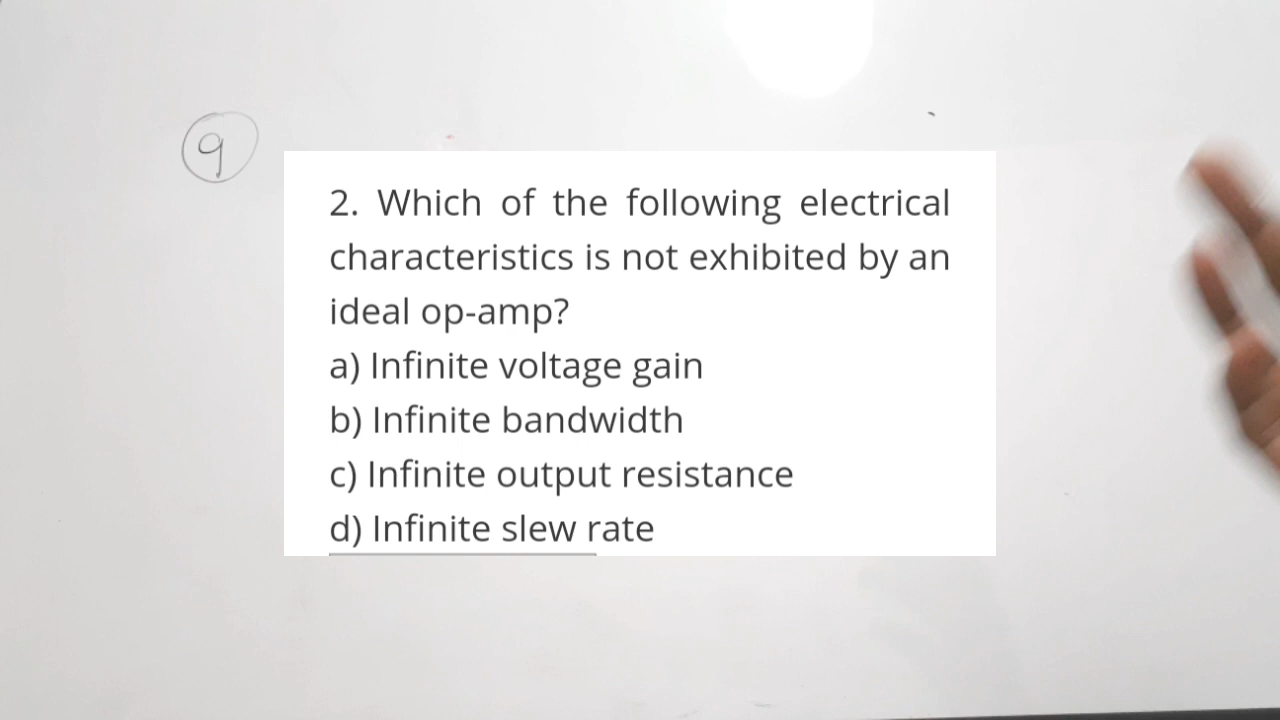 9
2. Which of the following electrical
characteristics is not exhibited by an
ideal op-amp?
a) Infinite voltage gain
b) Infinite bandwidth
c) Infinite output resistance
d) Infinite slew rate